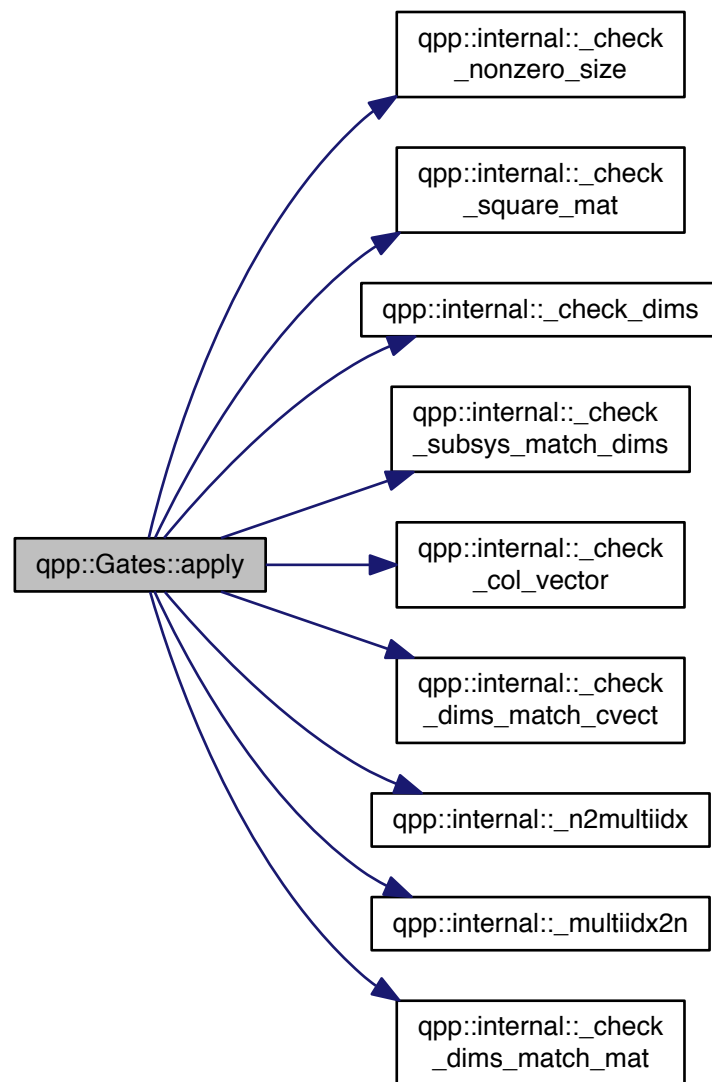 qpp::internal::_check
_nonzero_size
qpp::internal::_check
_square_mat
qpp::internal::_check_dims
qpp::internal::_check
_subsys_match_dims
qpp::Gates::apply
qpp::internal::_check
_col_vector
qpp::internal::_check
_dims_match_cvect
qpp::internal::_n2multiidx
qpp::internal::_multiidx2n
qpp::internal::_check
_dims_match_mat